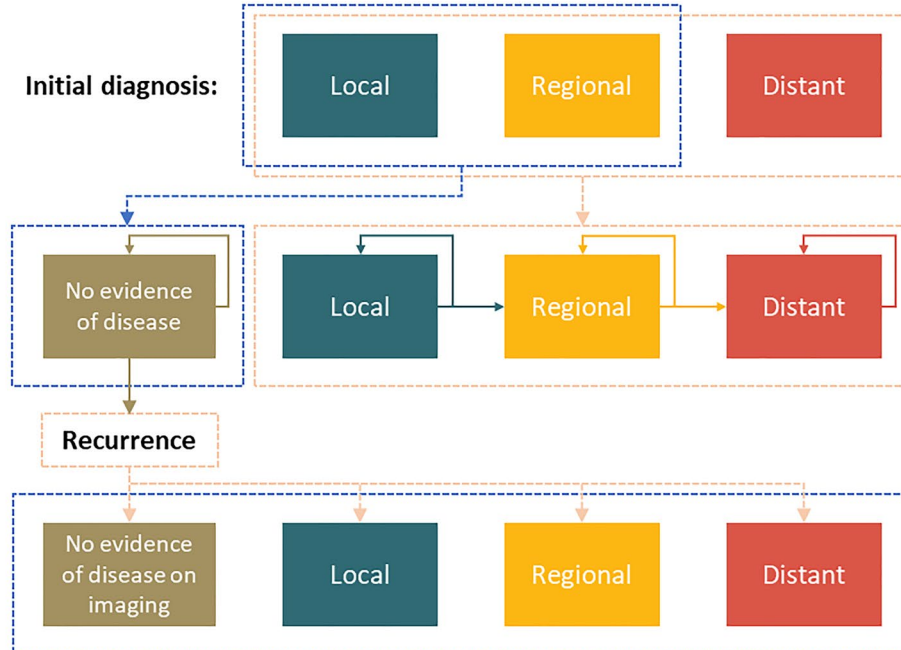 Initial diagnosis:
Local
Regional
Distant
No evidence
of disease
Local
Regional
Distant
Recurrence
No evidence
of disease on
imaging
Local
Regional
Distant